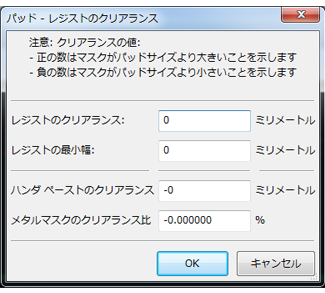 パッド - レジストのクリアランス
注意: クリアランスの値:
- 正の数はマスクがパッドサイズより大きいことを示します
- 負の数はマスクがパッドサイズより小さいことを示します
レジストのクリアランス: 0 ミリメートル
レジストの最小幅: 0 ミリメートル
ハンダ ペーストのクリアランス -0 ミリメートル
メタルマスクのクリアランス比 -0.000000 %
OK キャンセル